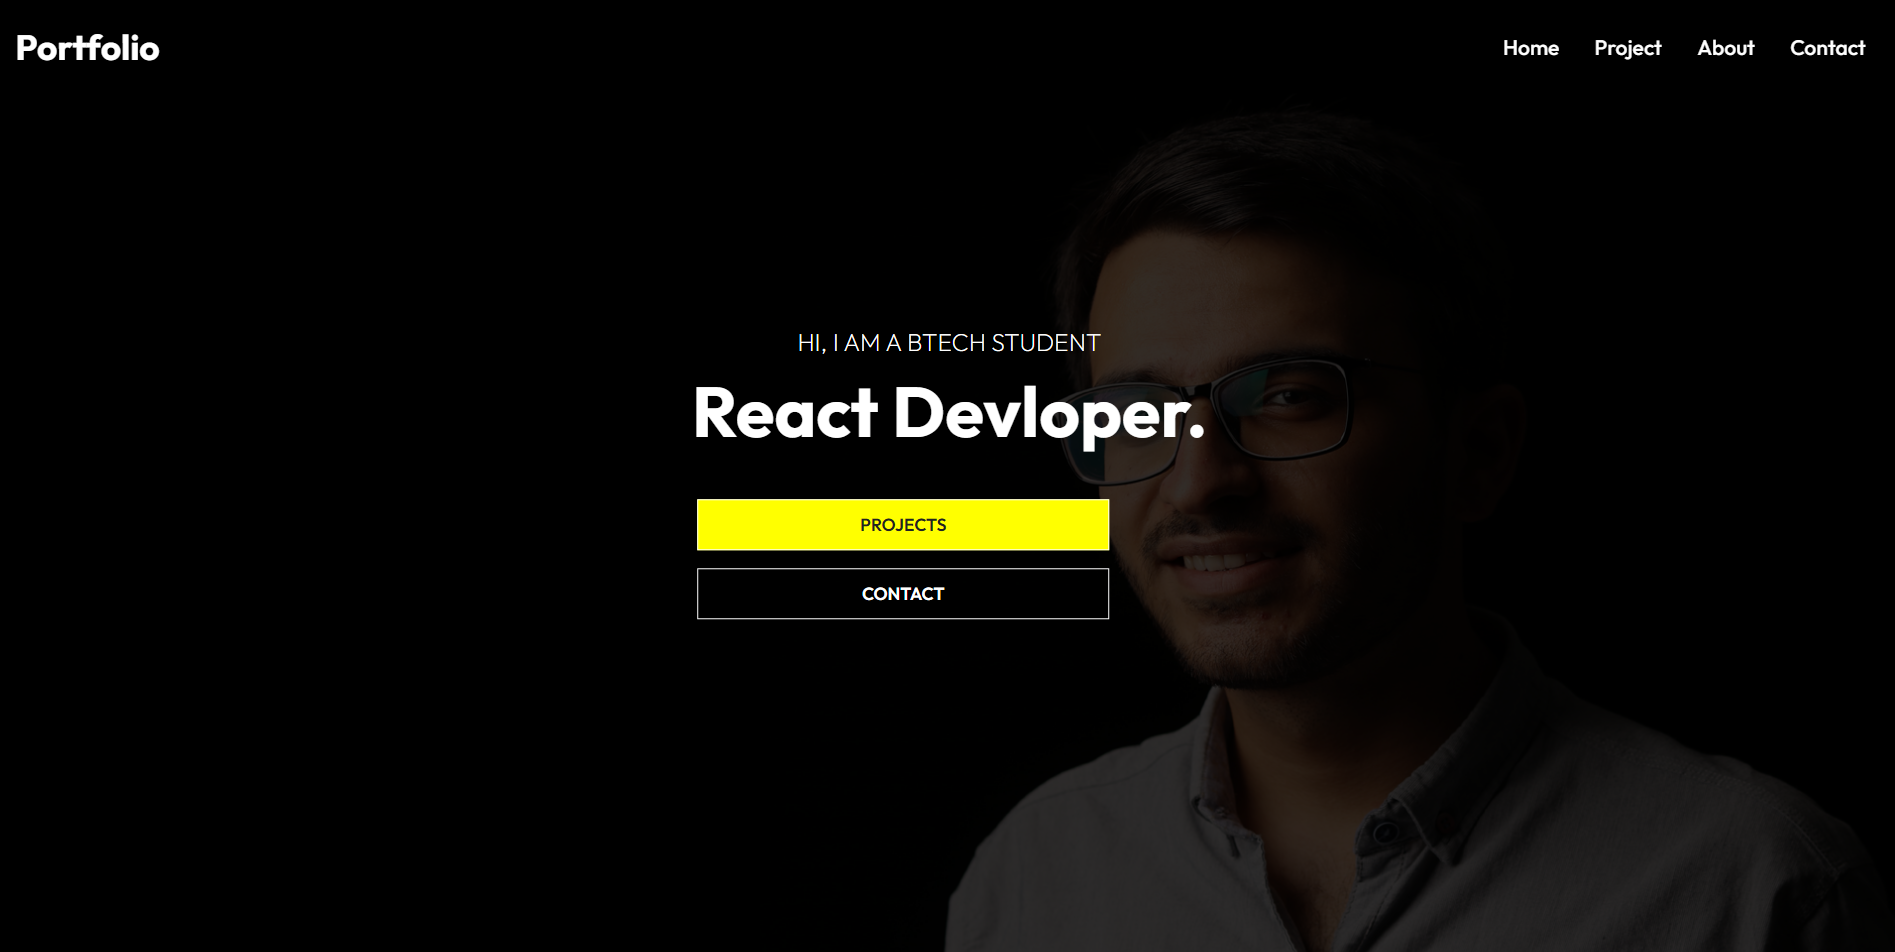 Portfolio
Home Project About Contact
HI, I AM A BTECH STUDENT
React Devloper.
PROJECTS
CONTACT